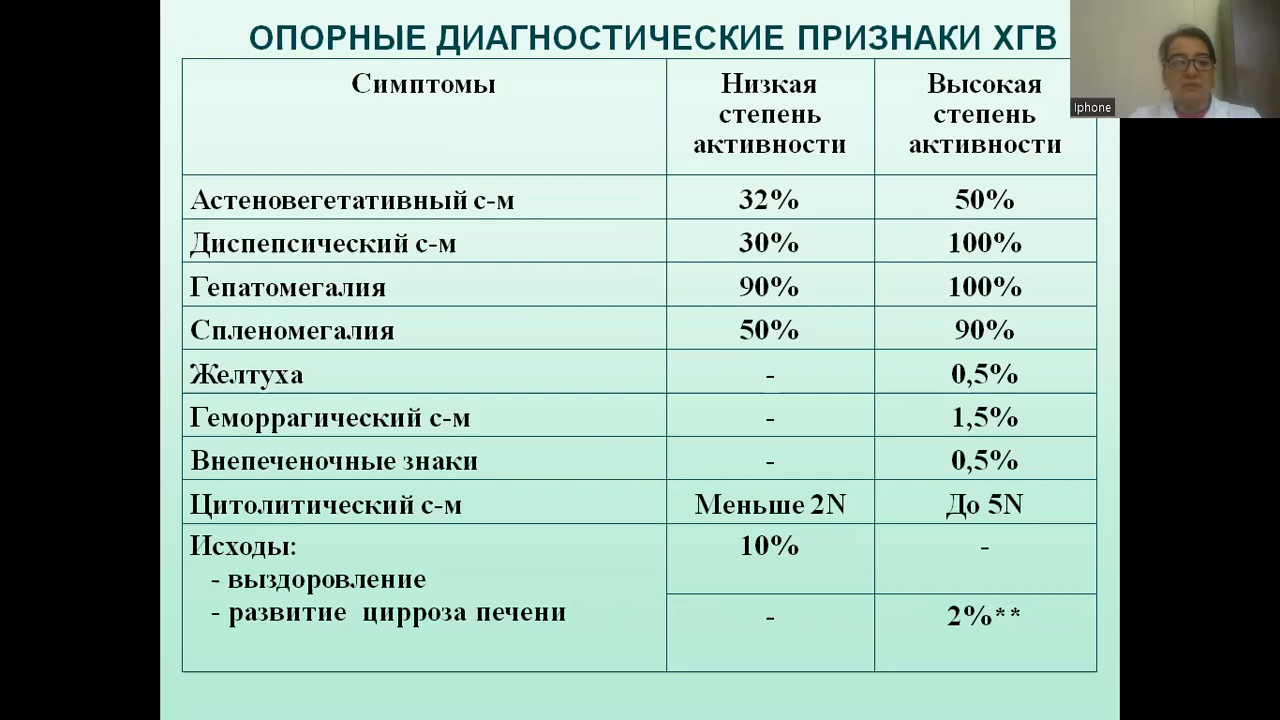 ОПОРНЫЕ ДИАГНОСТИЧЕСКИЕ ПРИЗНАКИ ХГВ
Iphone
Симптомы
Низкая
степень
активности
Высокая
степень
активности
Астеновегетативный с-м
32%
50%
Диспепсический с-м
30%
100%
Гепатомегалия
90%
100%
Спленомегалия
50%
90%
Желтуха
-
0,5%
Геморрагический с-м
-
1,5%
Внепеченочные знаки
-
0,5%
Цитолитический с-м
Меньше 2N
До 5N
Исходы:
- выздоровление
- развитие цирроза печени
10%
-
-
2%**